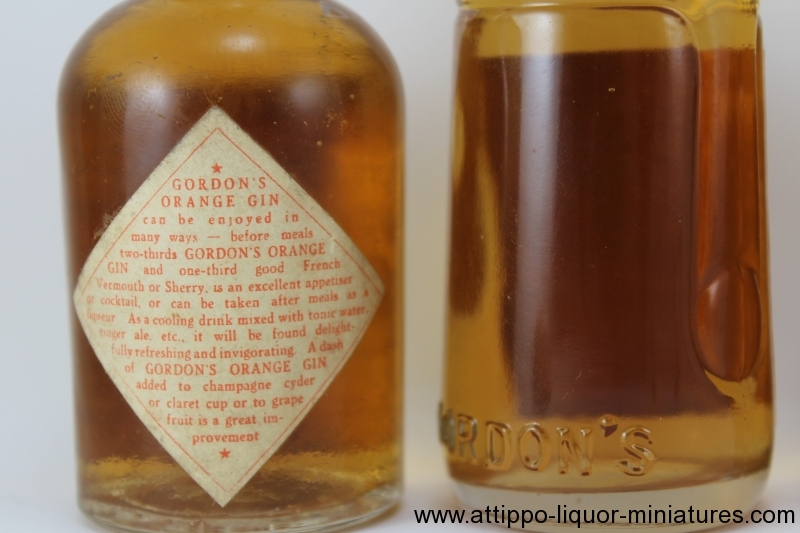 ★
GORDON'S
ORANGE GIN
can be enjoyed in
many ways — before meals
two-thirds GORDON'S ORANGE
GIN and one-third good French
Vermouth or Sherry, is an excellent appetiser
or cocktail, or can be taken after meals as a
liqueur As a cooling drink mixed with tonic water,
ginger ale, etc., it will be found delight-
fully refreshing and invigorating. A dash
of GORDON'S ORANGE GIN
added to champagne cyder
or claret cup or to grape
fruit is a great im-
provement
★
GORDON'S
www.attippo-liquor-miniatures.com